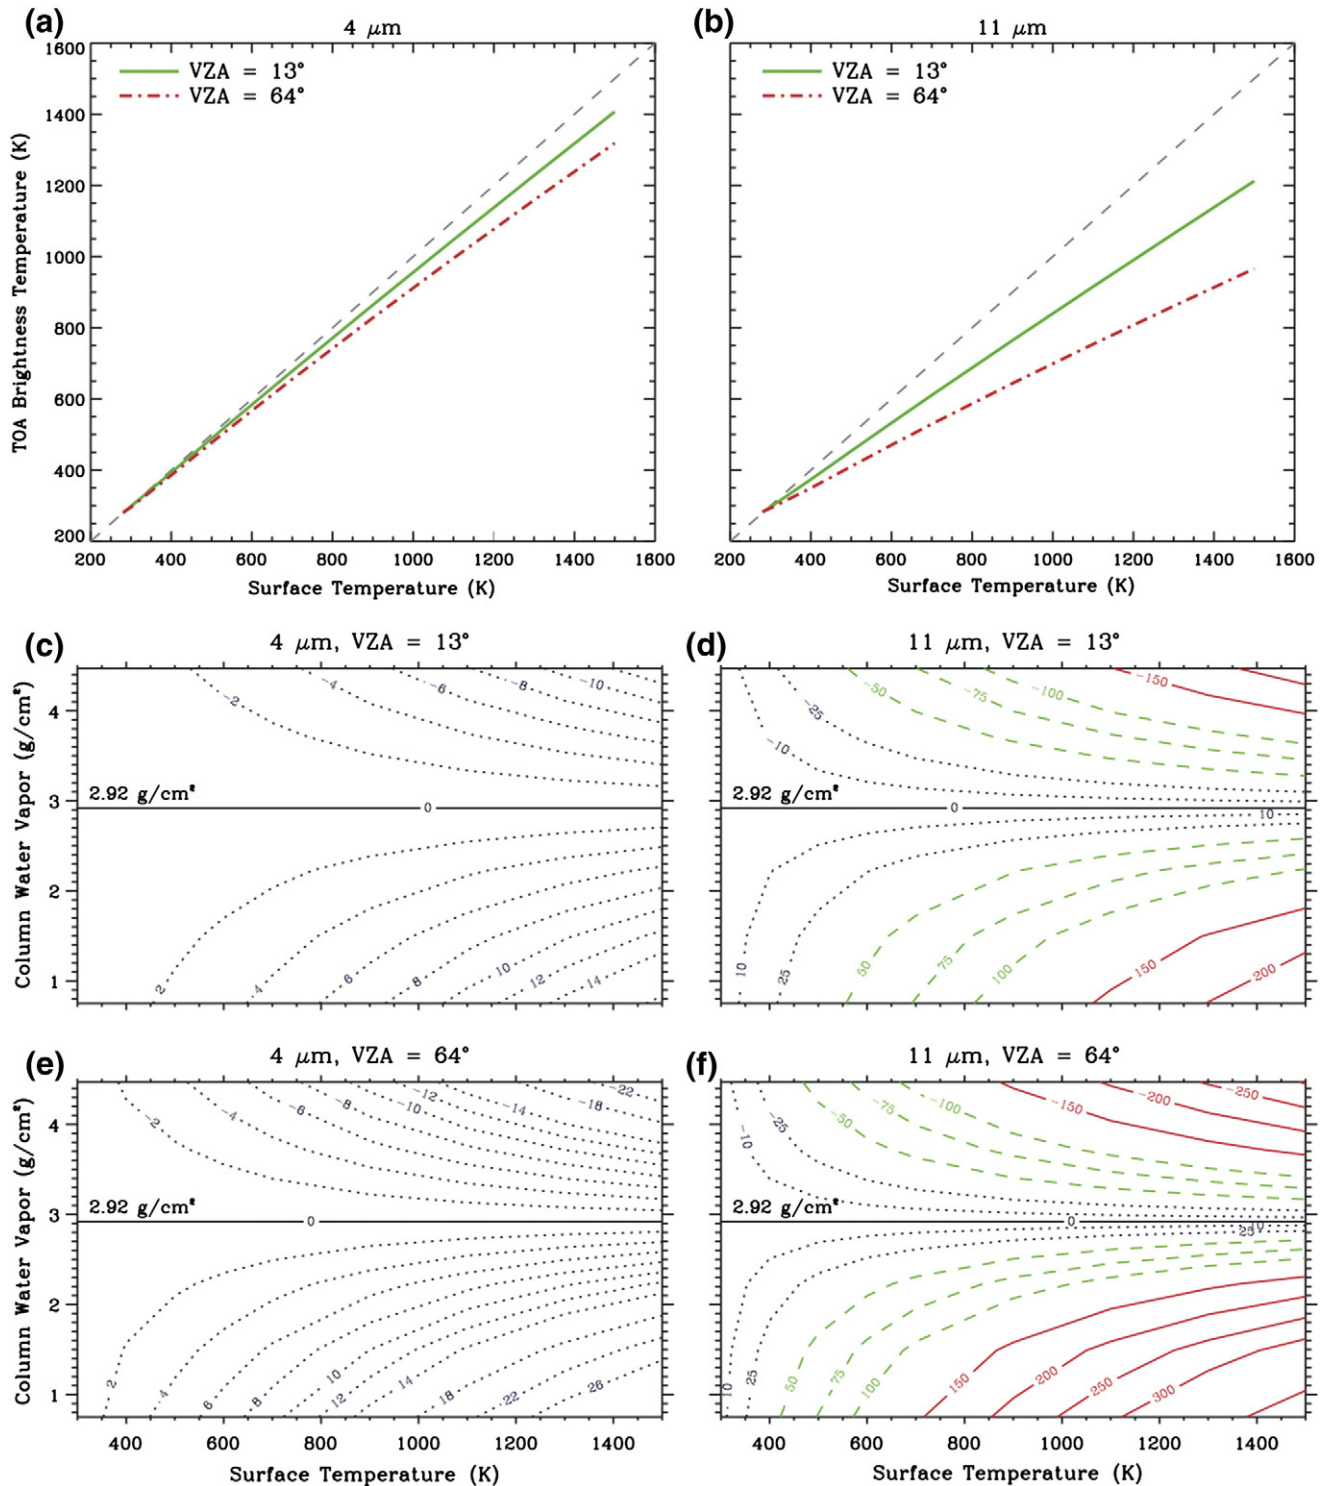 (a)
4 μm
VZA = 13°
VZA = 64°
TOA Brightness Temperature (K)
1600
1400
1200
1000
800
600
400
200
200 400 600 800 1000 1200 1400 1600
Surface Temperature (K)
(b)
11 μm
VZA = 13°
VZA = 64°
200 400 600 800 1000 1200 1400 1600
Surface Temperature (K)
(c)
4 μm, VZA = 13°
Column Water Vapor (g/cm²)
4
3
2
1
-2 -4 -6 -8 -10
2.92 g/cm²
0
2 4 6 8 10 12 14
(d)
11 μm, VZA = 13°
-10 -25 -50 -75 -100 -150
2.92 g/cm²
0
10
10 25 50 75 100 150 200
(e)
4 μm, VZA = 64°
Column Water Vapor (g/cm²)
4
3
2
1
-2 -4 -6 -8 -10 -12 -14 -18 -22
2.92 g/cm²
0
2 4 6 8 10 12 14 18 22 26
400 600 800 1000 1200 1400
Surface Temperature (K)
(f)
11 μm, VZA = 64°
-10 -25 -50 -75 -100 -150 -200 -250
2.92 g/cm²
0
25 10
10 25 50 75 100 150 200 250 300
400 600 800 1000 1200 1400
Surface Temperature (K)